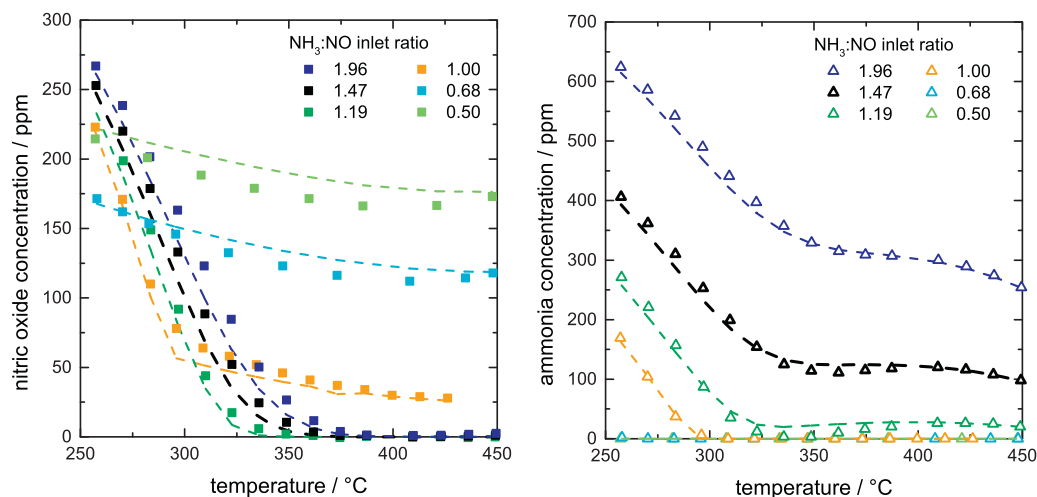 NH3:NO inlet ratio
1.96 1.00
1.47 0.68
1.19 0.50
300
250
200
150
100
50
0
nitric oxide concentration / ppm
250 300 350 400 450
temperature / °C
NH3:NO inlet ratio
1.96 1.00
1.47 0.68
1.19 0.50
700
600
500
400
300
200
100
0
ammonia concentration / ppm
250 300 350 400 450
temperature / °C